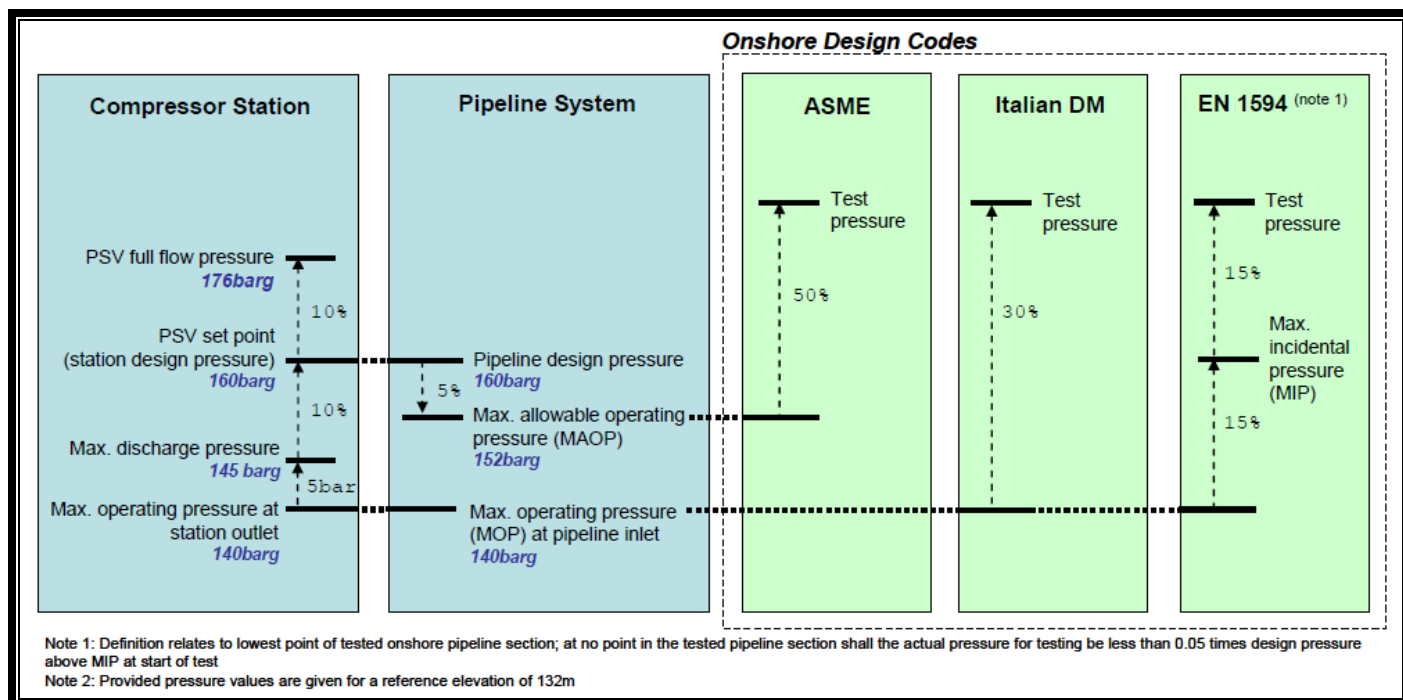 Onshore Design Codes
Compressor Station
PSV full flow pressure
176barg
10%
PSV set point
(station design pressure)
160barg
10%
Max. discharge pressure
145 barg
5bar
Max. operating pressure at
station outlet
140barg
Pipeline System
Pipeline design pressure
160barg
5%
Max. allowable operating
pressure (MAOP)
152barg
Max. operating pressure
(MOP) at pipeline inlet
140barg
ASME
Test
pressure
50%
Italian DM
Test
pressure
30%
EN 1594 (note 1)
Test
pressure
15%
Max.
incidental
pressure
(MIP)
15%
Note 1: Definition relates to lowest point of tested onshore pipeline section; at no point in the tested pipeline section shall the actual pressure for testing be less than 0.05 times design pressure
above MIP at start of test
Note 2: Provided pressure values are given for a reference elevation of 132m